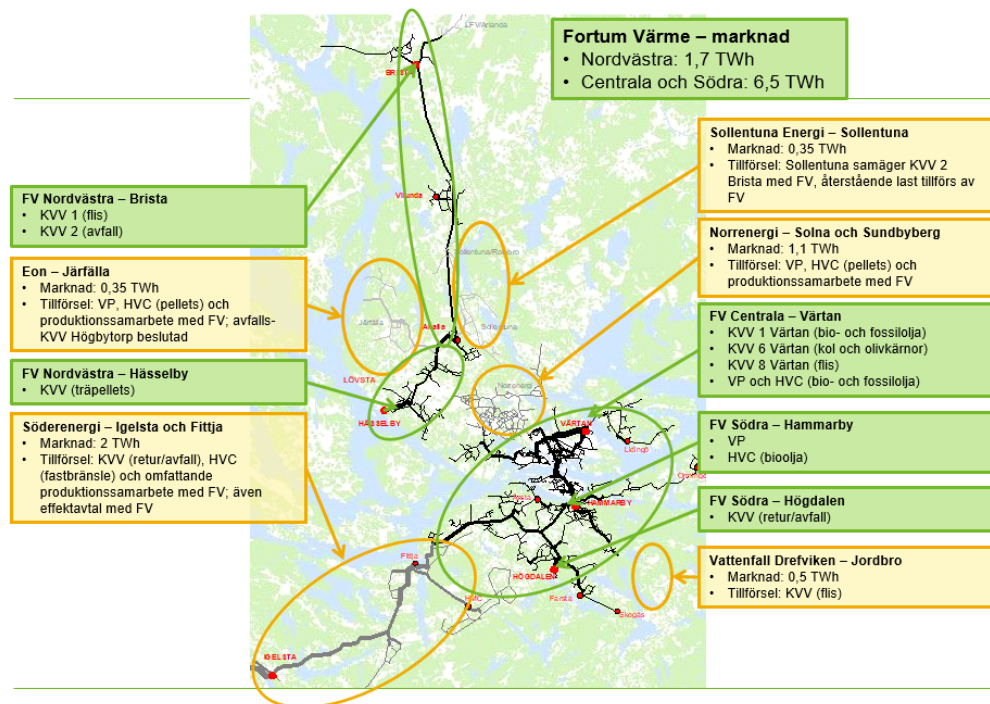 LFV/Arlanda
Fortum Värme – marknad
• Nordvästra: 1,7 TWh
• Centrala och Södra: 6,5 TWh
BRISTA
Sollentuna Energi – Sollentuna
• Marknad: 0,35 TWh
• Tillförsel: Sollentuna samäger KVV 2
Brista med FV, återstående last tillförs av
FV
FV Nordvästra – Brista
• KVV 1 (flis)
• KVV 2 (avfall)
Vilunda
Norrenergi – Solna och Sundbyberg
• Marknad: 1,1 TWh
• Tillförsel: VP, HVC (pellets) och
produktionssamarbete med FV
Eon – Järfälla
• Marknad: 0,35 TWh
• Tillförsel: VP, HVC (pellets) och
produktionssamarbete med FV; avfalls-
KVV Högbytorp beslutad
Järfälla
Akalla
Sollentuna
FV Centrala – Värtan
• KVV 1 Värtan (bio- och fossilolja)
• KVV 6 Värtan (kol och olivkärnor)
• KVV 8 Värtan (flis)
• VP och HVC (bio- och fossilolja)
FV Nordvästra – Hässelby
• KVV (träpellets)
LÖVSTA
Norrenergi
HÄSSELBY
VÄRTAN
Lidingö
Söderenergi – Igelsta och Fittja
• Marknad: 2 TWh
• Tillförsel: KVV (retur/avfall), HVC
(fastbränsle) och omfattande
produktionssamarbete med FV; även
effektavtal med FV
FV Södra – Hammarby
• VP
• HVC (bioolja)
HAMMARBY
FV Södra – Högdalen
• KVV (retur/avfall)
Fittja
HÖGDALEN
Vattenfall Drefviken – Jordbro
• Marknad: 0,5 TWh
• Tillförsel: KVV (flis)
HMC
Farsta
Skogås
IGELSTA